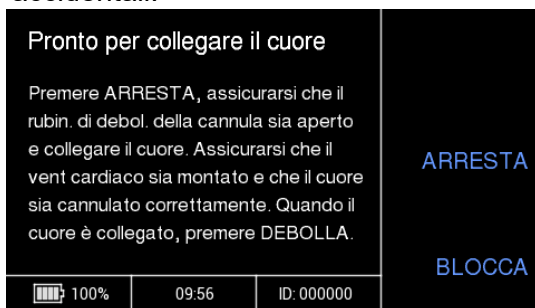 Pronto per collegare il cuore
Premere ARRESTA, assicurarsi che il
rubin. di debol. della cannula sia aperto
e collegare il cuore. Assicurarsi che il
vent cardiaco sia montato e che il cuore
sia cannulato correttamente. Quando il
cuore è collegato, premere DEBOLLA.
ARRESTA
BLOCCA
100%
09:56
ID: 000000